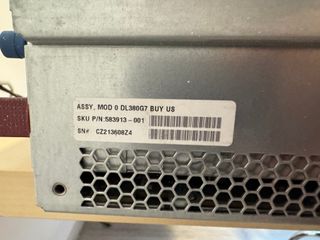 ASSY, MOD 0 DL380G7 BUY US
SKU P/N:583913-001
SN# CZ213608Z4